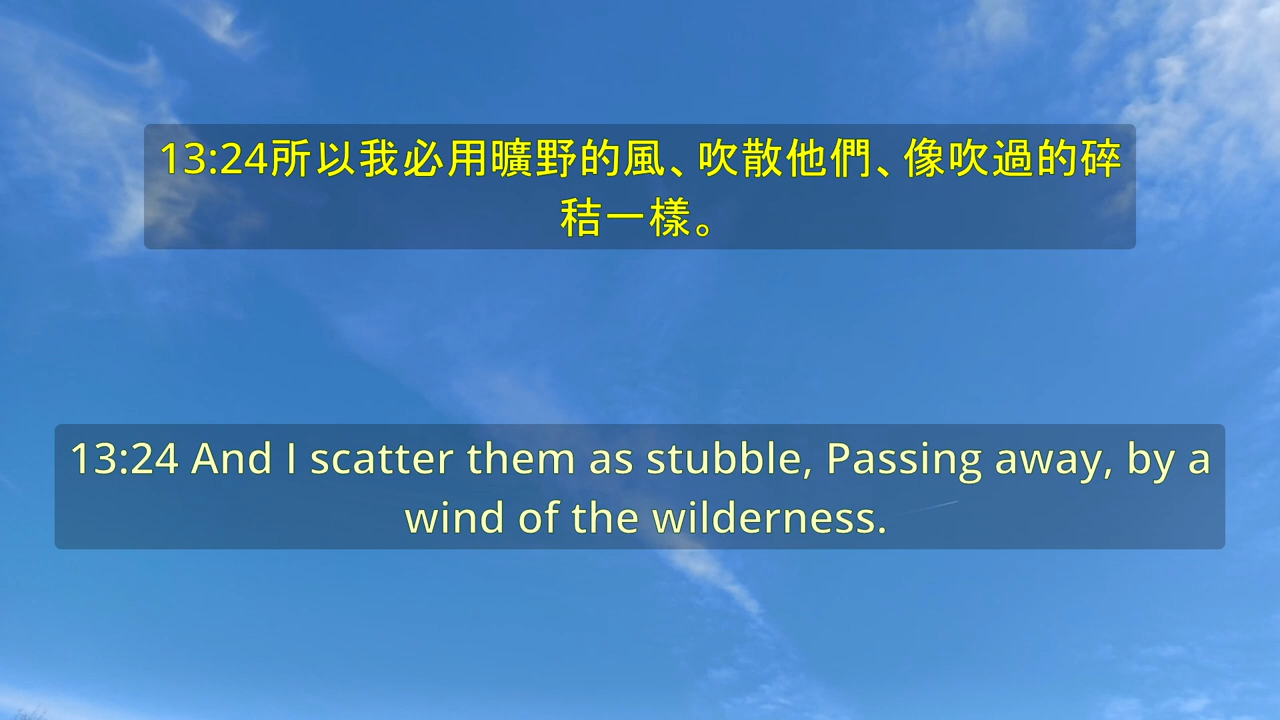 13:24所以我必用曠野的風、吹散他們、像吹過的碎
秸一樣。
13:24 And I scatter them as stubble, Passing away, by a
wind of the wilderness.